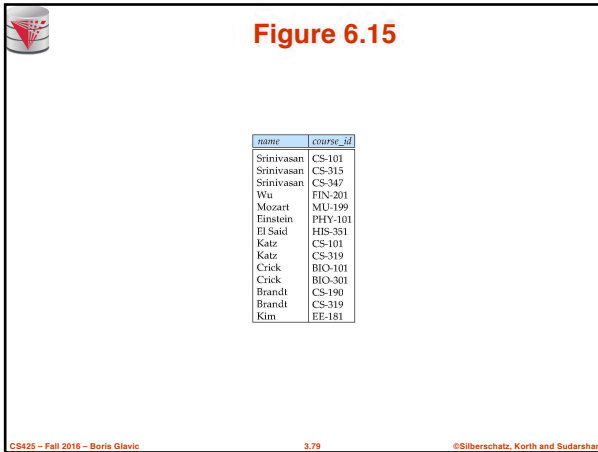 Figure 6.15
name course_id
Srinivasan CS-101
Srinivasan CS-315
Srinivasan CS-347
Wu FIN-201
Mozart MU-199
Einstein PHY-101
El Said HIS-351
Katz CS-101
Katz CS-319
Crick BIO-101
Crick BIO-301
Brandt CS-190
Brandt CS-319
Kim EE-181
CS425 – Fall 2016 – Boris Glavic 3.79 ©Silberschatz, Korth and Sudarshan